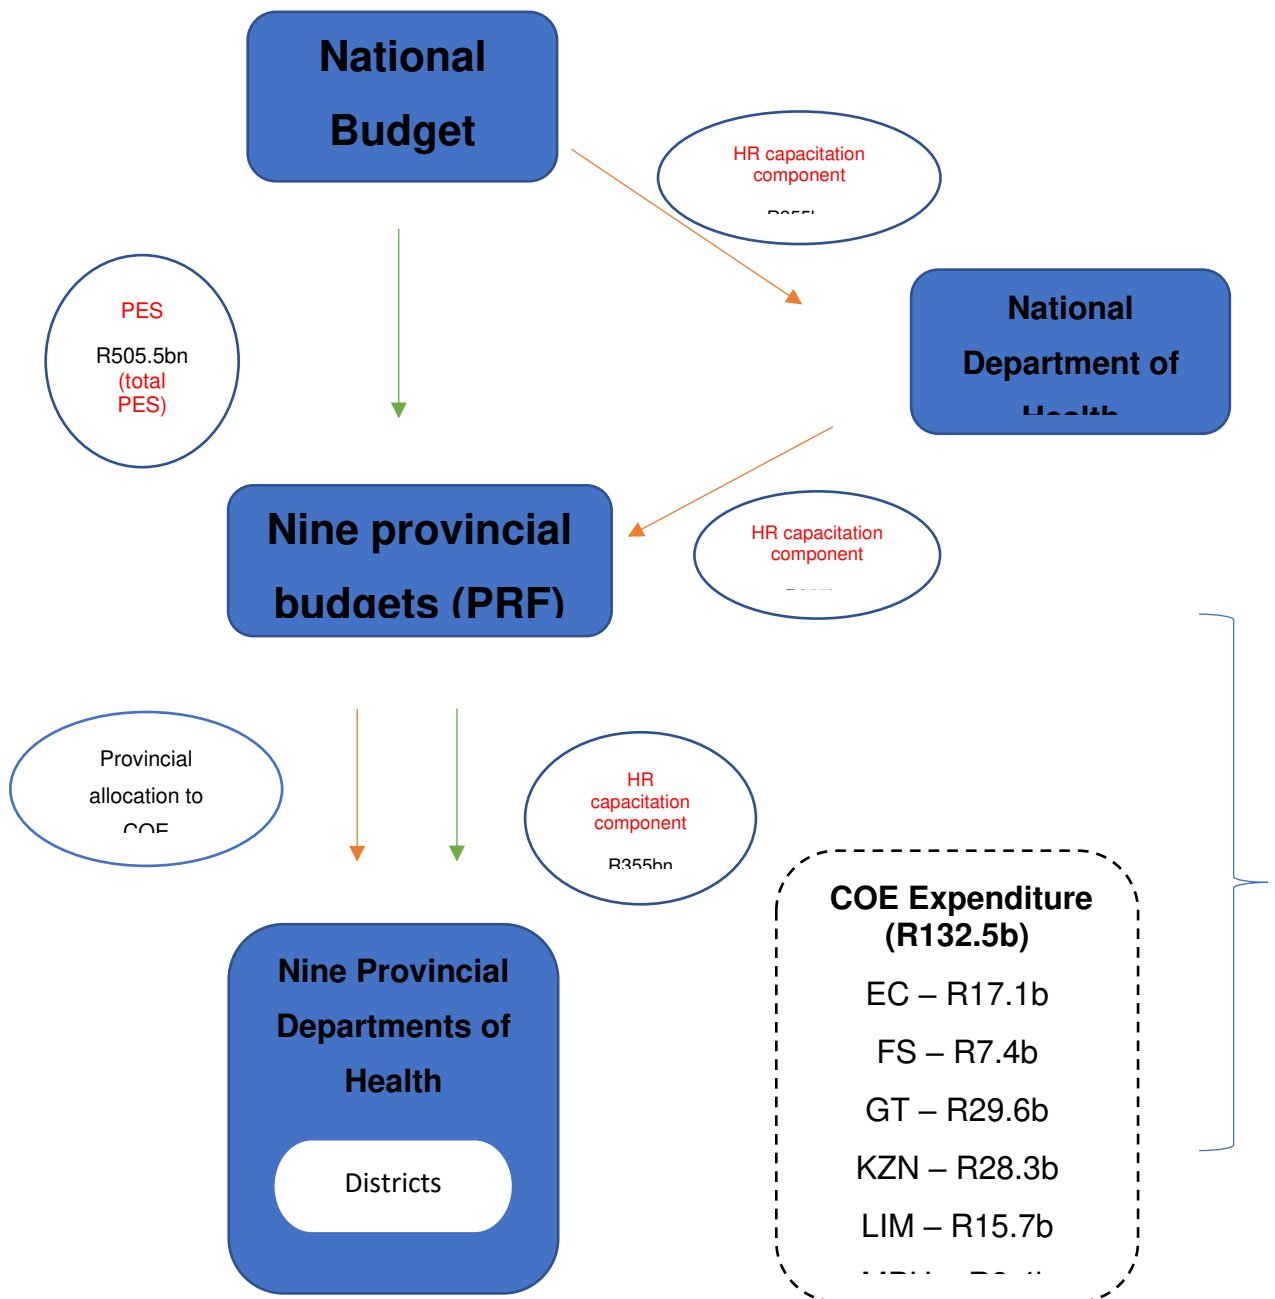 National
Budget
HR capacitation
component
PES
R505.5bn
(total
PES)
National
Department of
Health
Nine provincial
budgets (PRF)
HR capacitation
component
Provincial
allocation to
COE
HR
capacitation
component
R355bn
COE Expenditure
(R132.5b)
EC – R17.1b
FS – R7.4b
GT – R29.6b
KZN – R28.3b
LIM – R15.7b
Nine Provincial
Departments of
Health
Districts